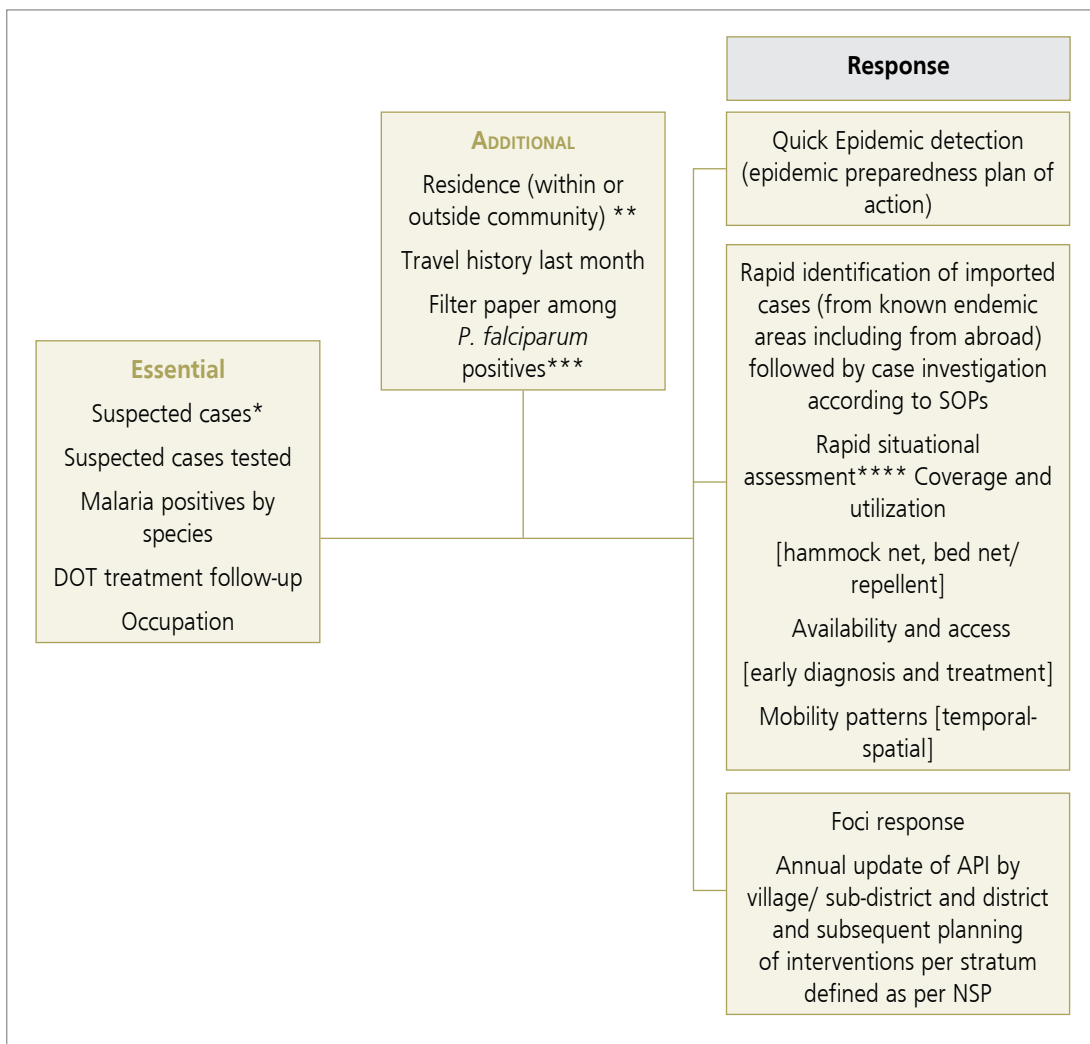 Essential
Suspected cases*
Suspected cases tested
Malaria positives by
species
DOT treatment follow-up
Occupation
ADDITIONAL
Residence (within or
outside community) **
Travel history last month
Filter paper among
P. falciparum
positives***
Response
Quick Epidemic detection
(epidemic preparedness plan of
action)
Rapid identification of imported
cases (from known endemic
areas including from abroad)
followed by case investigation
according to SOPs
Rapid situational
assessment**** Coverage and
utilization
[hammock net, bed net/
repellent]
Availability and access
[early diagnosis and treatment]
Mobility patterns [temporal-
spatial]
Foci response
Annual update of API by
village/ sub-district and district
and subsequent planning
of interventions per stratum
defined as per NSP